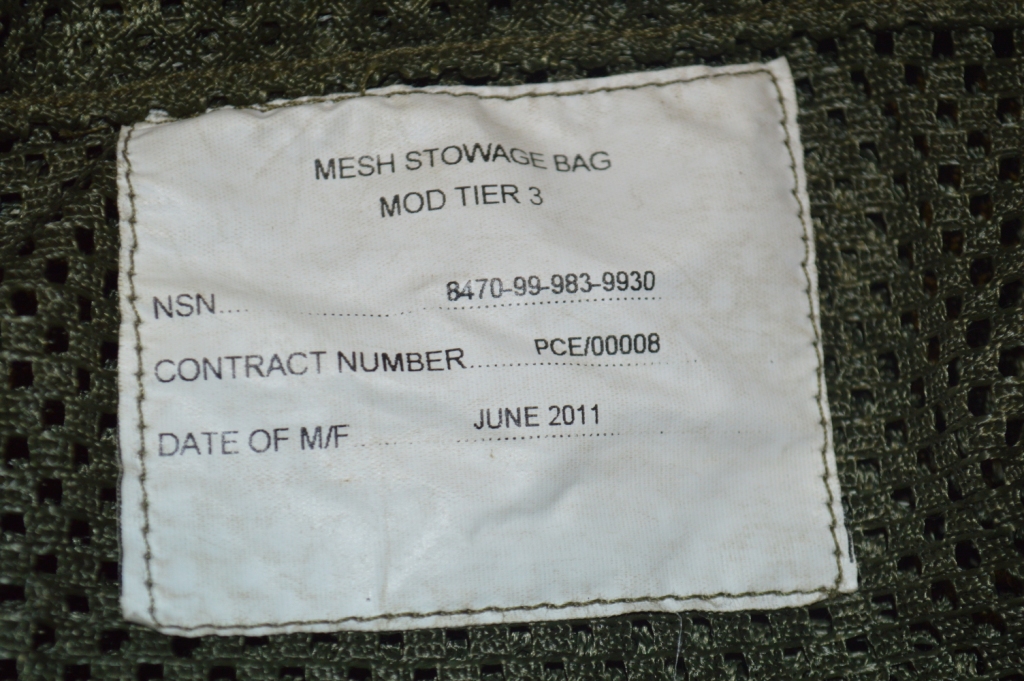 MESH STOWAGE BAG
MOD TIER 3
NSN.... 8470-99-983-9930
CONTRACT NUMBER.... PCE/00008
DATE OF M/F.... JUNE 2011